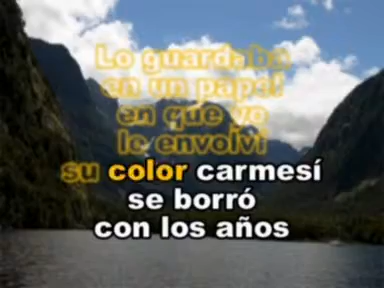 Lo guardaba
en un papel
en que yo
le envolví
su color carmesí
se borró
con los años